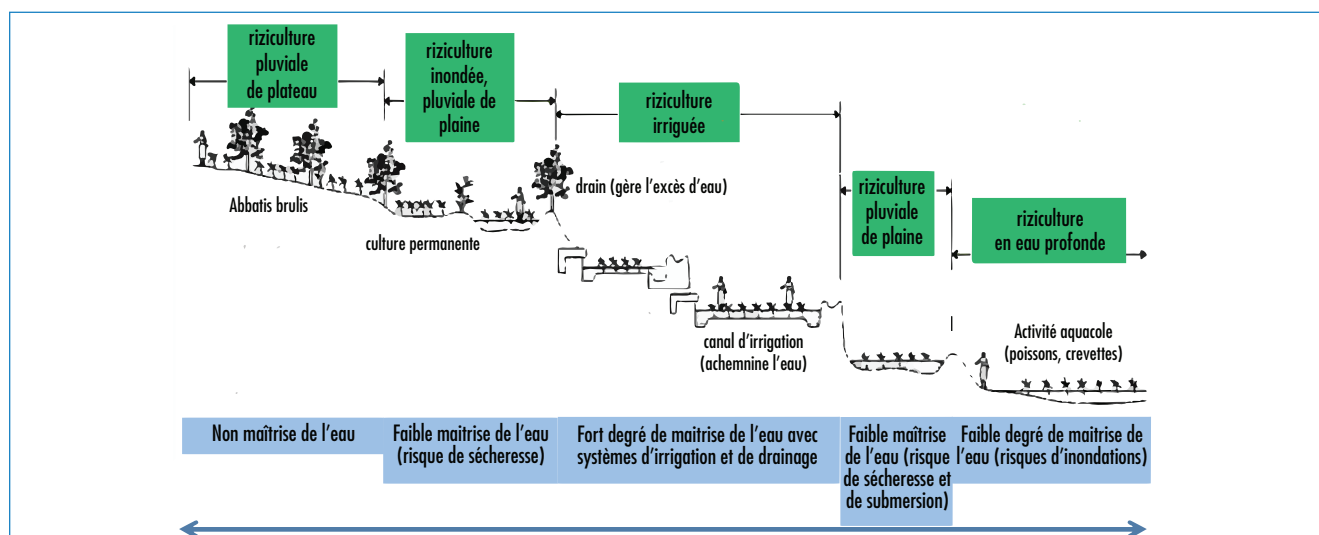 riziculture
pluviale
de plateau
riziculture
inondée,
pluviale de
plaine
riziculture
irriguée
riziculture
pluviale
de plaine
riziculture
en eau profonde
drain (gère l'excès d'eau)
Abbatis brulis
culture permanente
canal d'irrigation
(achemnine l'eau)
Activité aquacole
(poissons, crevettes)
Non maîtrise de l'eau
Faible maitrise de l'eau
(risque de sécheresse)
Fort degré de maitrise de l'eau avec
systèmes d'irrigation et de drainage
Faible maîtrise
de l'eau (risque
de sécheresse et
de submersion)
Faible degré de maitrise de
l'eau (risques d'inondations)